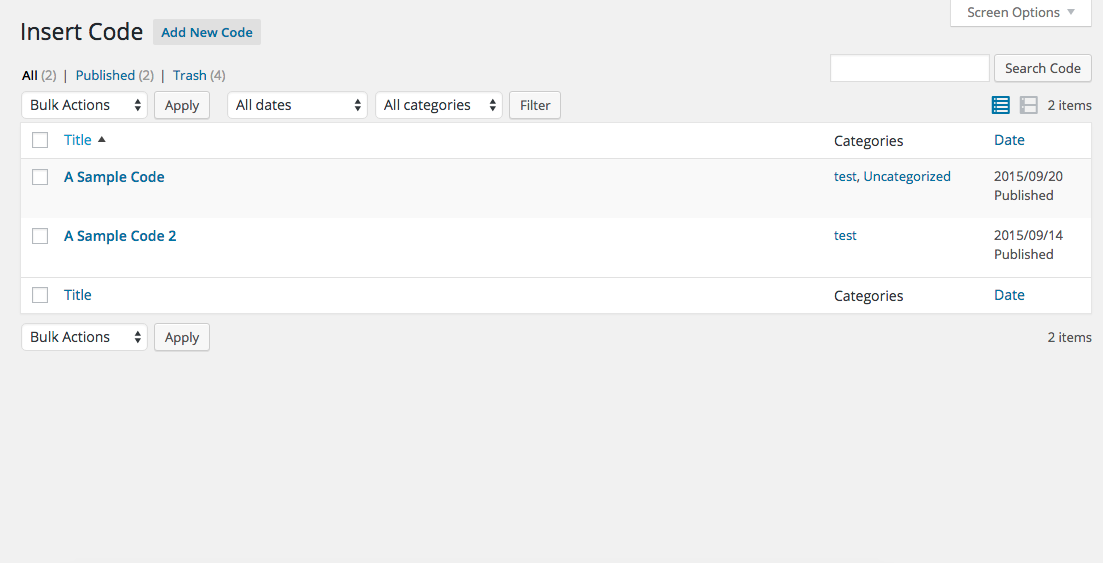 Screen Options
Insert Code Add New Code
All (2) | Published (2) | Trash (4)
Search Code
Bulk Actions Apply All dates All categories Filter 2 items
Title Categories Date
A Sample Code test, Uncategorized 2015/09/20
Published
A Sample Code 2 test 2015/09/14
Published
Title Categories Date
Bulk Actions Apply 2 items